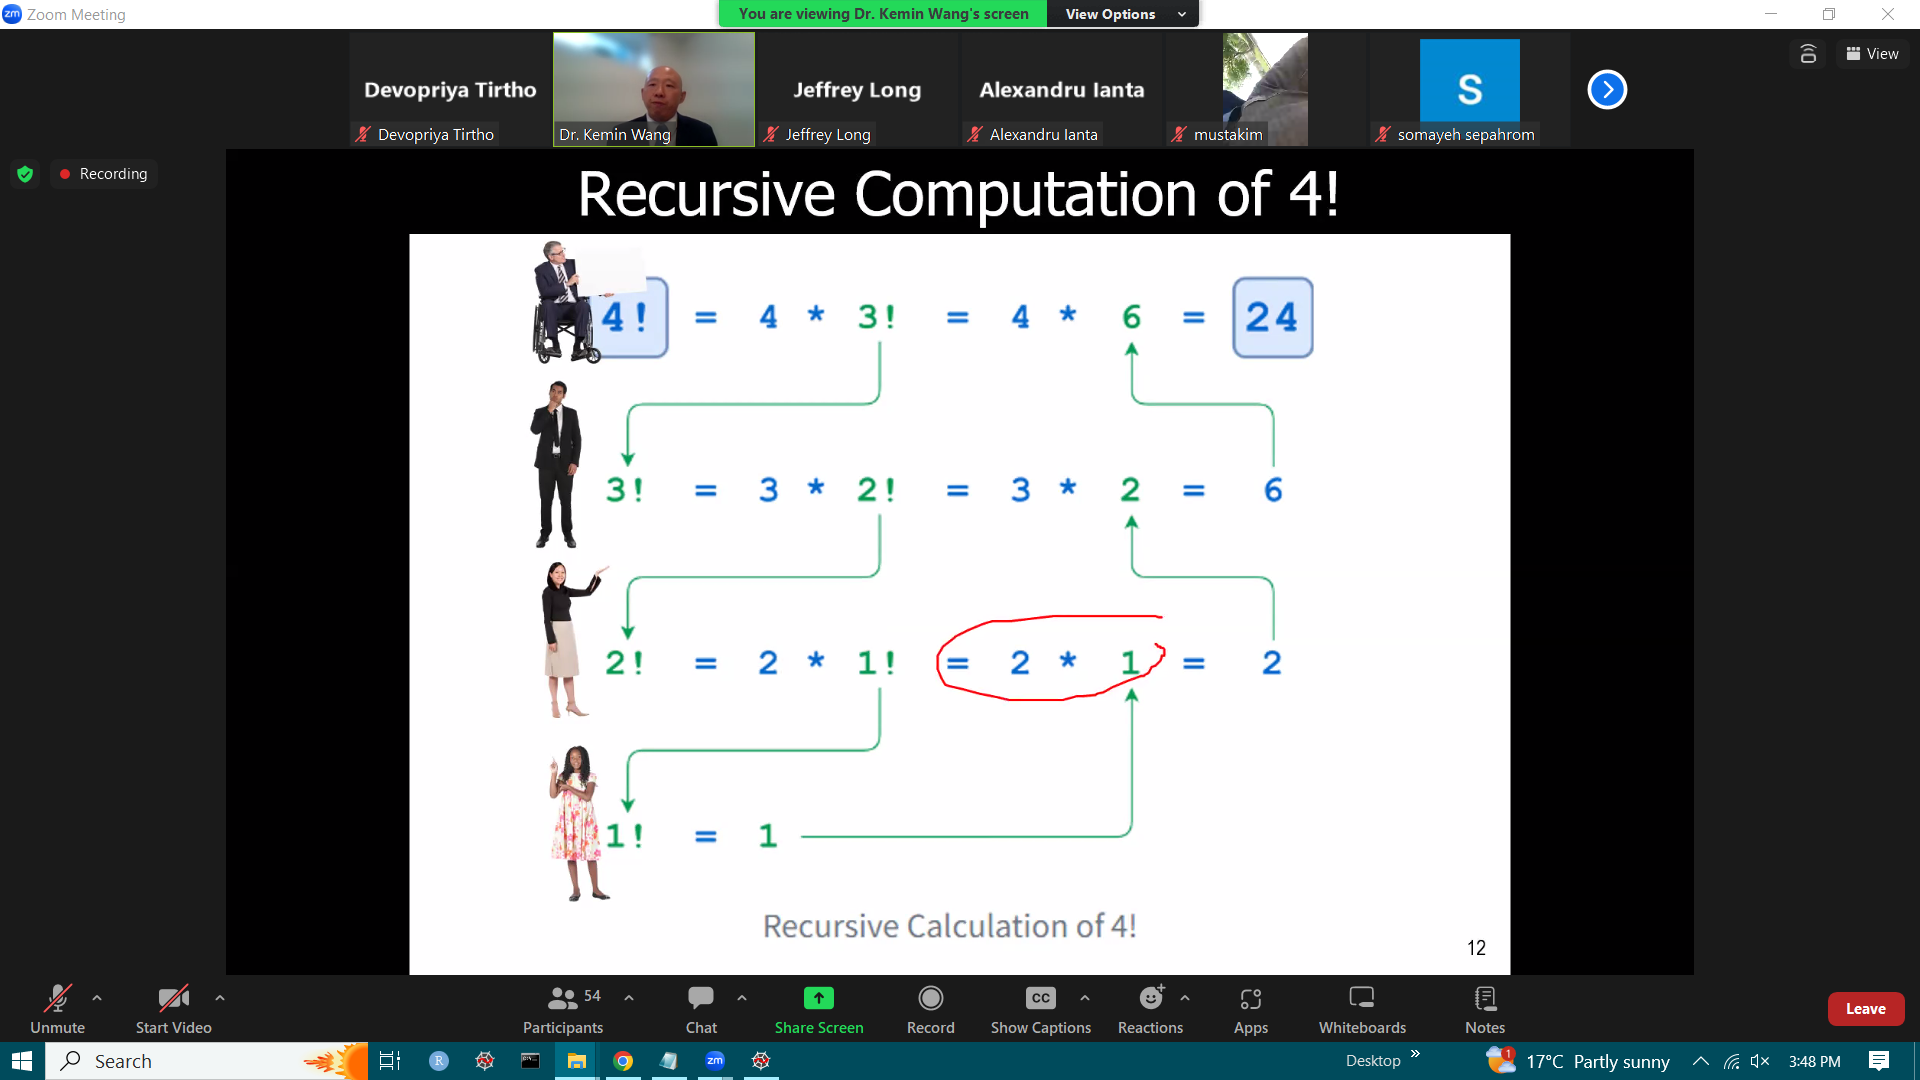 zm Zoom Meeting
You are viewing Dr. Kemin Wang's screen View Options
Devopriya Tirtho Jeffrey Long Alexandru Ianta S View
Devopriya Tirtho Dr. Kemin Wang Jeffrey Long Alexandru Ianta mustakim somayeh sepahrom
Recording
Recursive Computation of 4!
4! = 4 * 3! = 4 * 6 = 24
3! = 3 * 2! = 3 * 2 = 6
2! = 2 * 1! = 2 * 1 = 2
1! = 1
Recursive Calculation of 4!
12
54 CC
Unmute Start Video Participants Chat Share Screen Record Show Captions Reactions Apps Whiteboards Notes Leave
Search R zm Desktop » 1 17°C Partly sunny 3:48 PM